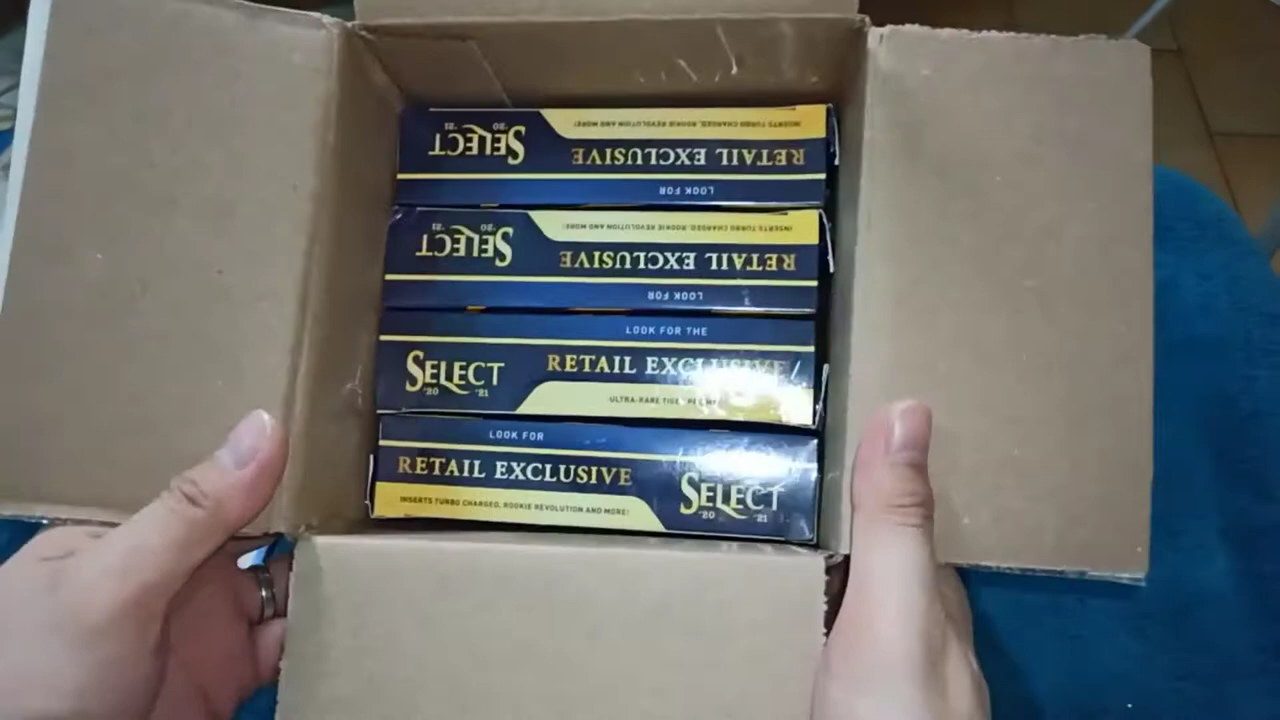 INSERTS TURBO CHARGED, ROOKIE REVOLUTION AND MORE!
RETAIL EXCLUSIVE
SELECT
'20 '21
LOOK FOR
INSERTS TURBO CHARGED, ROOKIE REVOLUTION AND MORE!
RETAIL EXCLUSIVE
SELECT
'20 '21
LOOK FOR
LOOK FOR THE
SELECT
'20 '21
RETAIL EXCLUSIVE
ULTRA-RARE
LOOK FOR
RETAIL EXCLUSIVE
INSERTS TURBO CHARGED, ROOKIE REVOLUTION AND MORE!
SELECT
'20 '21